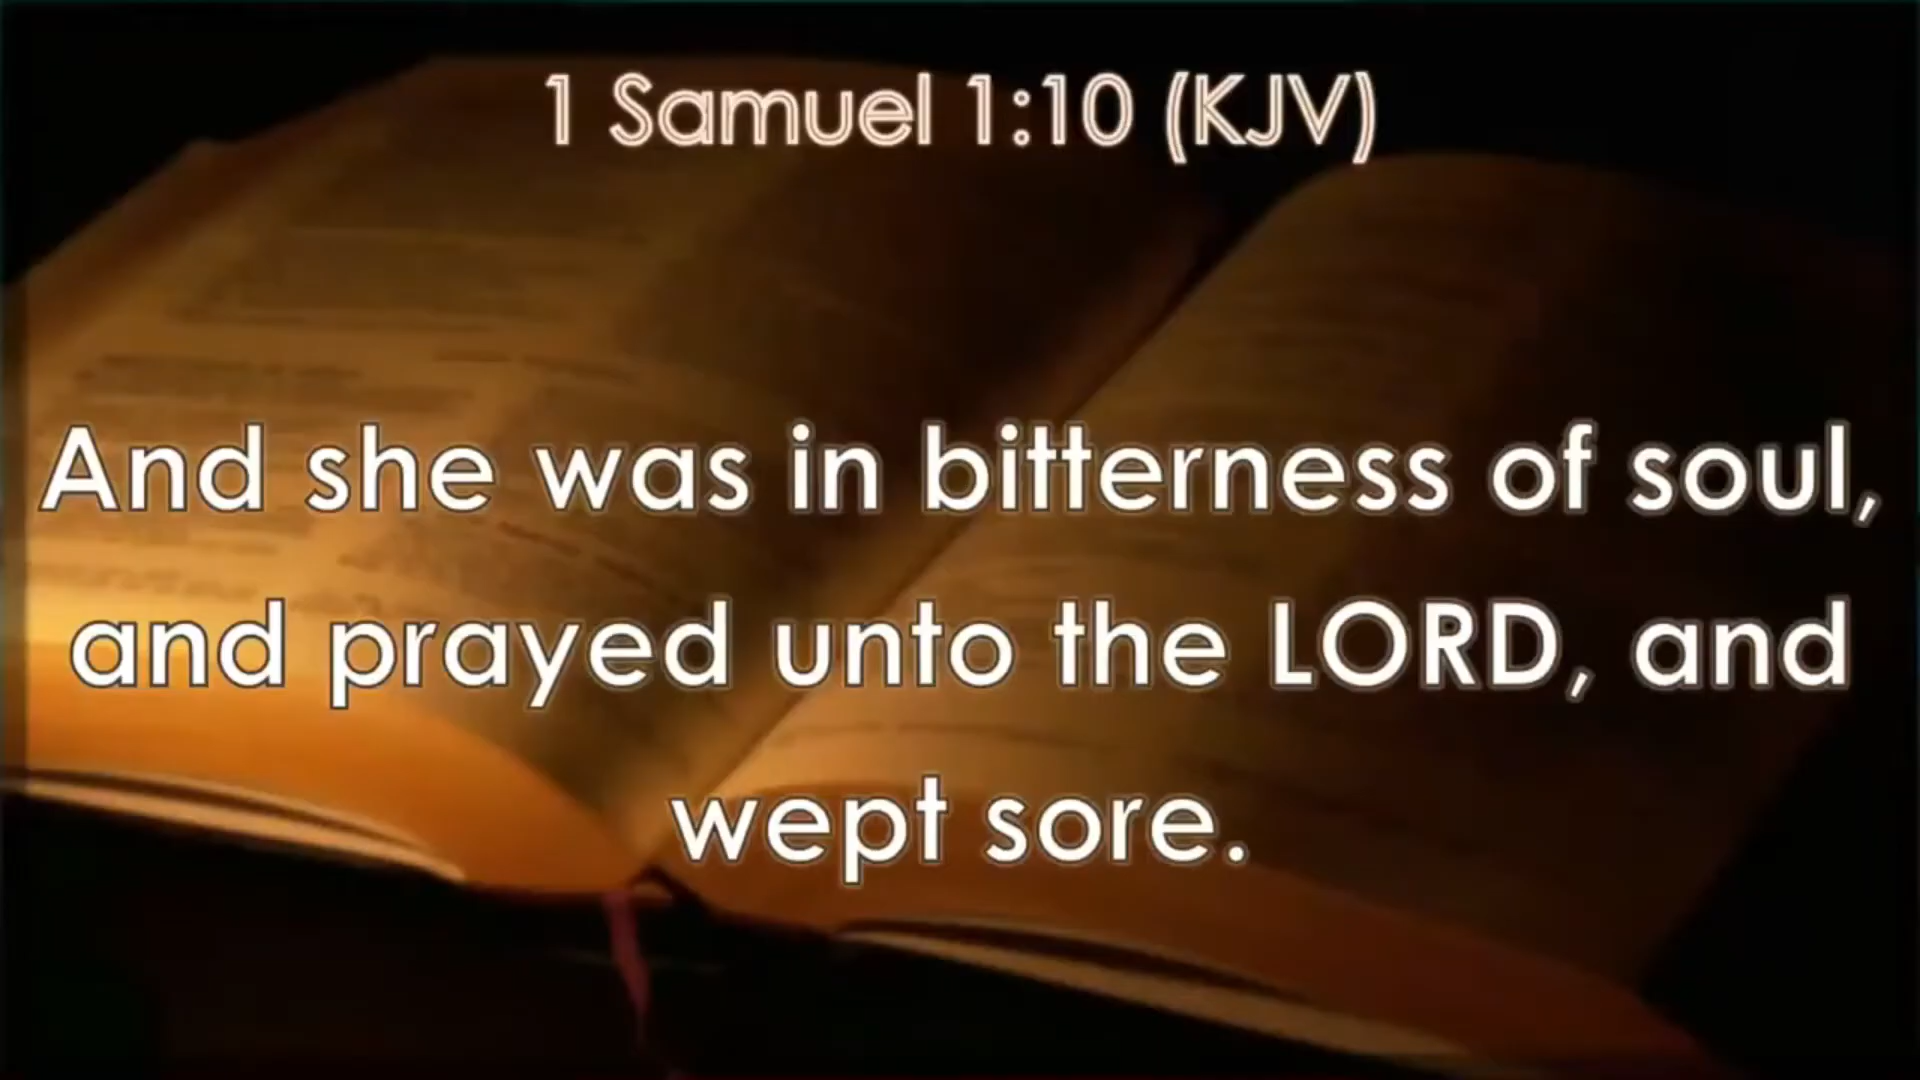 1 Samuel 1:10 (KJV)
And she was in bitterness of soul,
and prayed unto the LORD, and
wept sore.